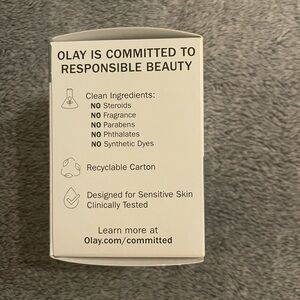 OLAY IS COMMITTED TO
RESPONSIBLE BEAUTY
Clean Ingredients:
NO Steroids
NO Fragrance
NO Parabens
NO Phthalates
NO Synthetic Dyes
Recyclable Carton
Designed for Sensitive Skin
Clinically Tested
Learn more at
Olay.com/committed